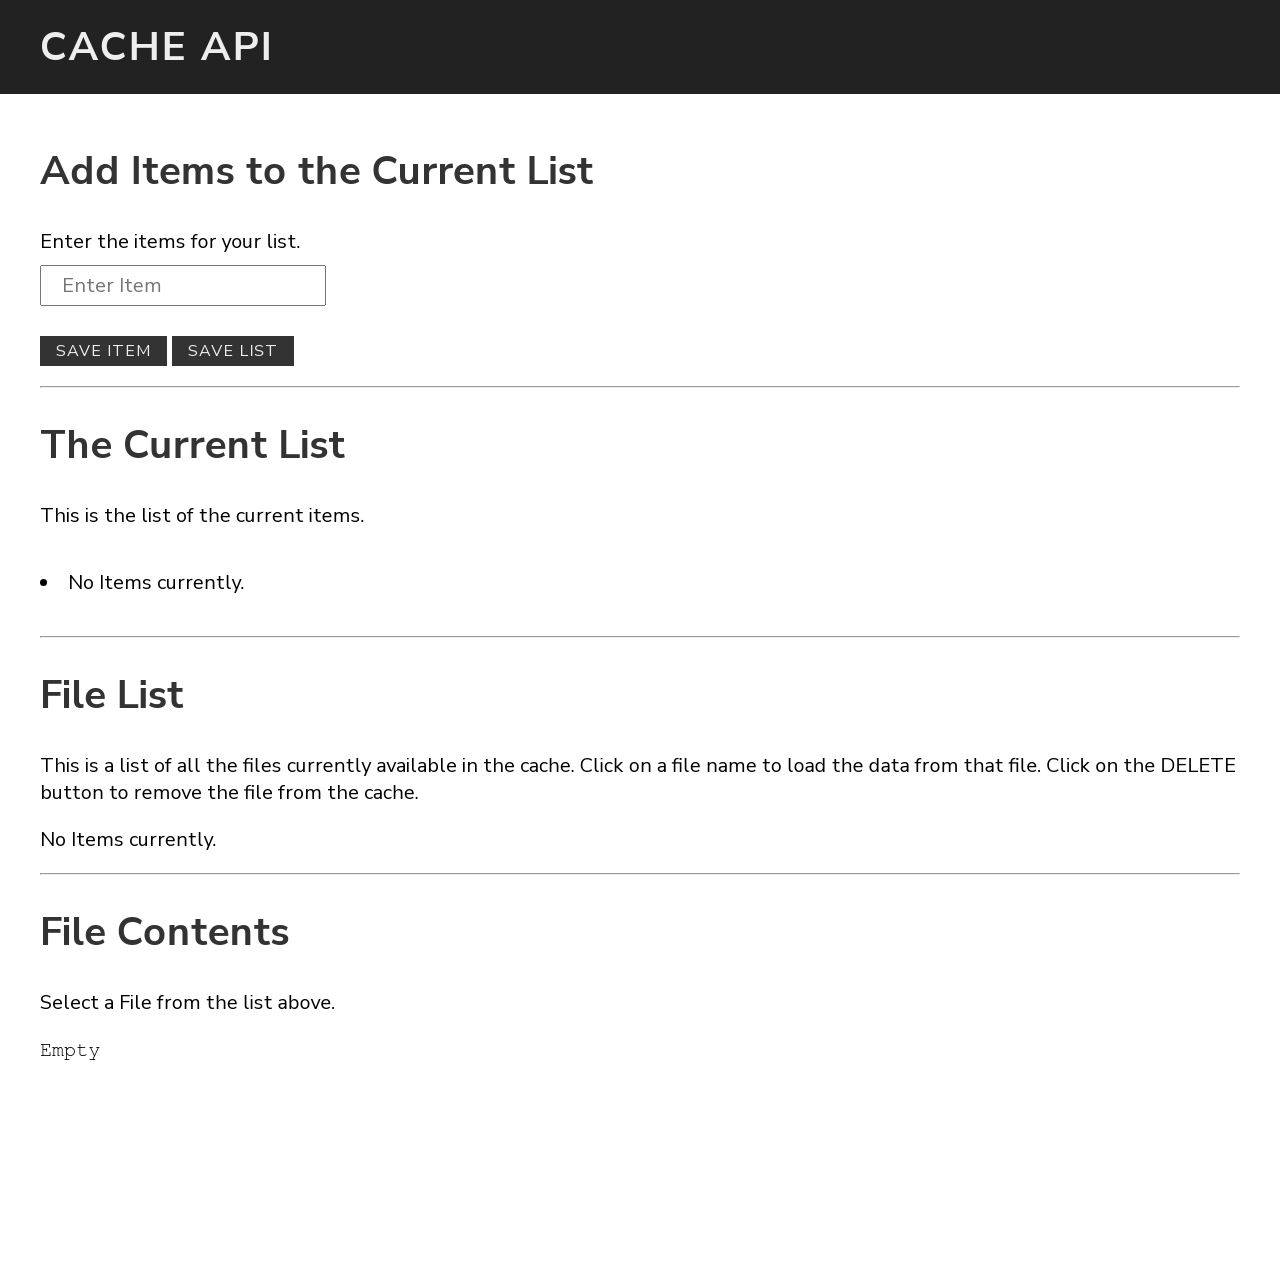 CACHE API
Add Items to the Current List
Enter the items for your list.
Enter Item
SAVE ITEM SAVE LIST
The Current List
This is the list of the current items.
• No Items currently.
File List
This is a list of all the files currently available in the cache. Click on a file name to load the data from that file. Click on the DELETE
button to remove the file from the cache.
No Items currently.
File Contents
Select a File from the list above.
Empty